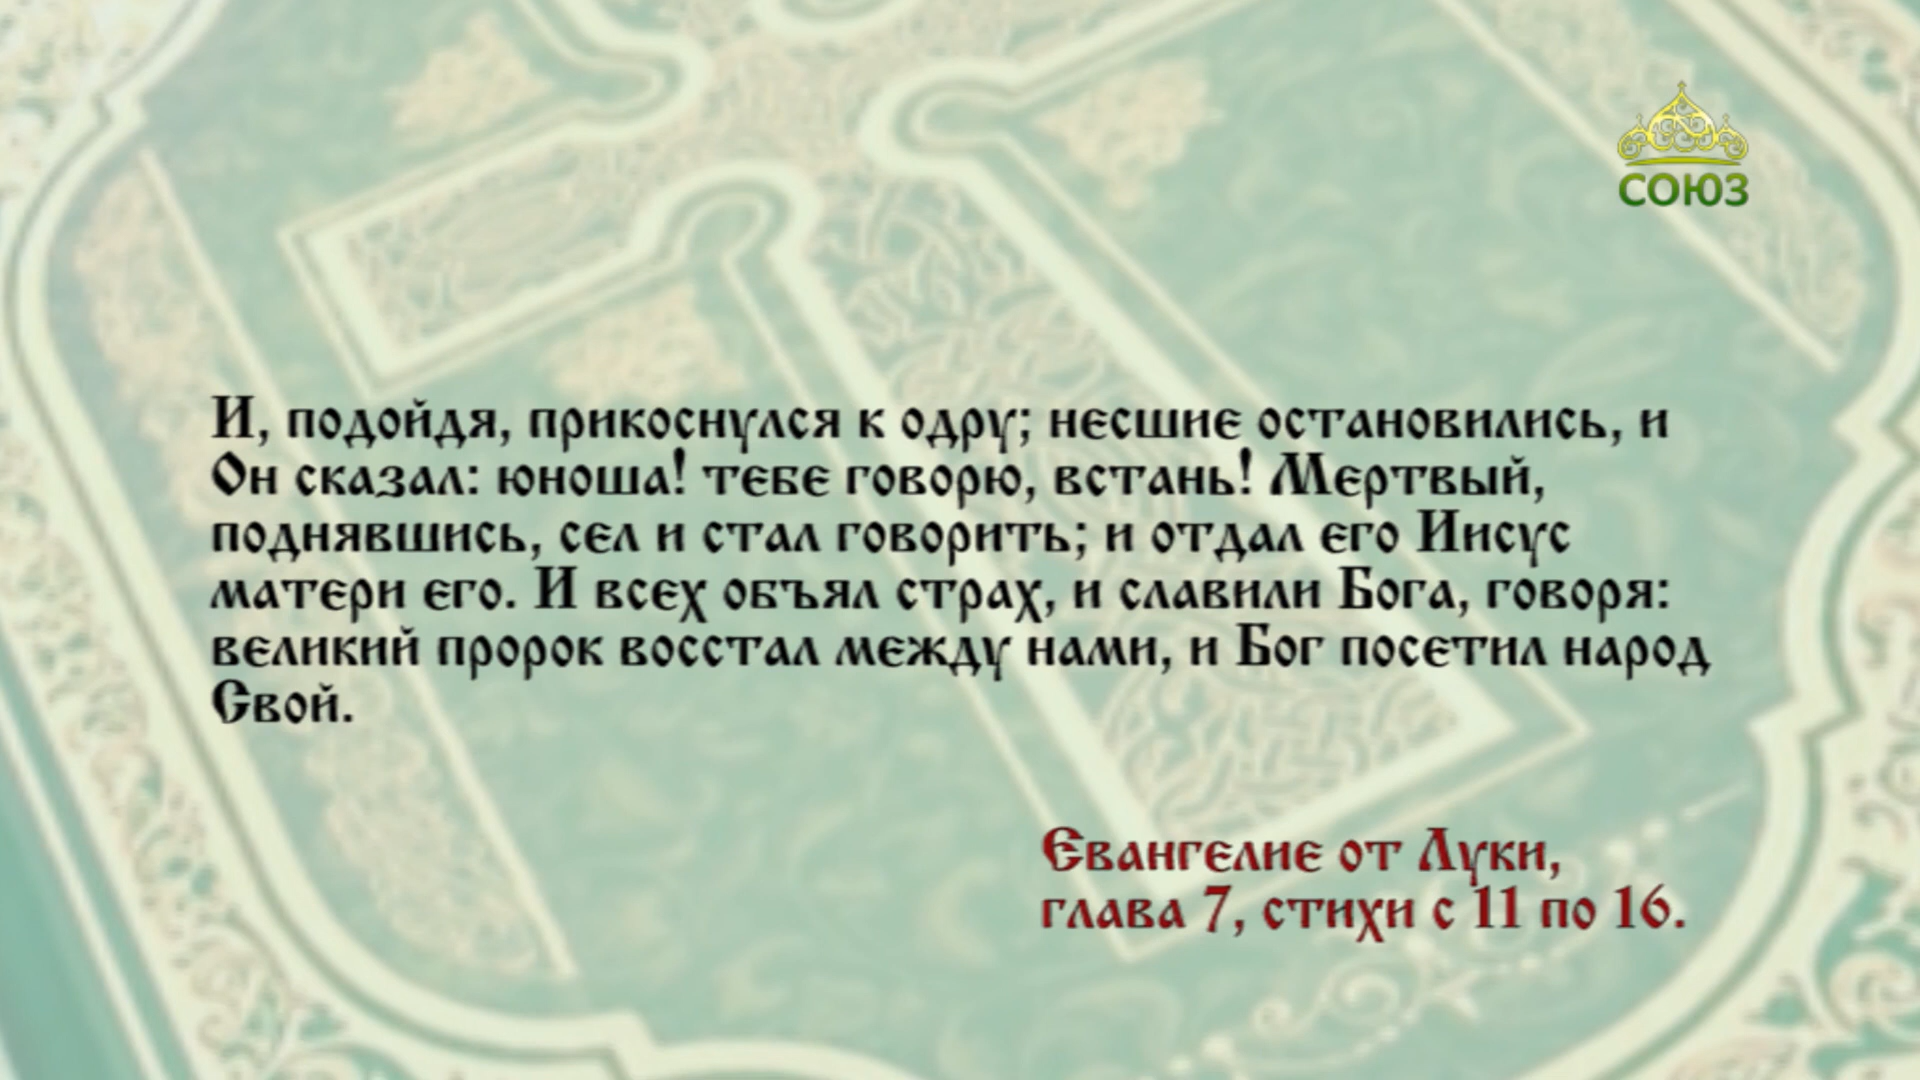 СОЮЗ
И, подойдя, прикоснулся к одру; несшие остановились, и
Он сказал: юноша! тебе говорю, встань! Мертвый,
поднявшись, сел и стал говорить; и отдал его Иисус
матери его. И всех объял страх, и славили Бога, говоря:
великий пророк восстал между нами, и Бог посетил народ
Свой.
Евангелие от Луки,
глава 7, стихи с 11 по 16.